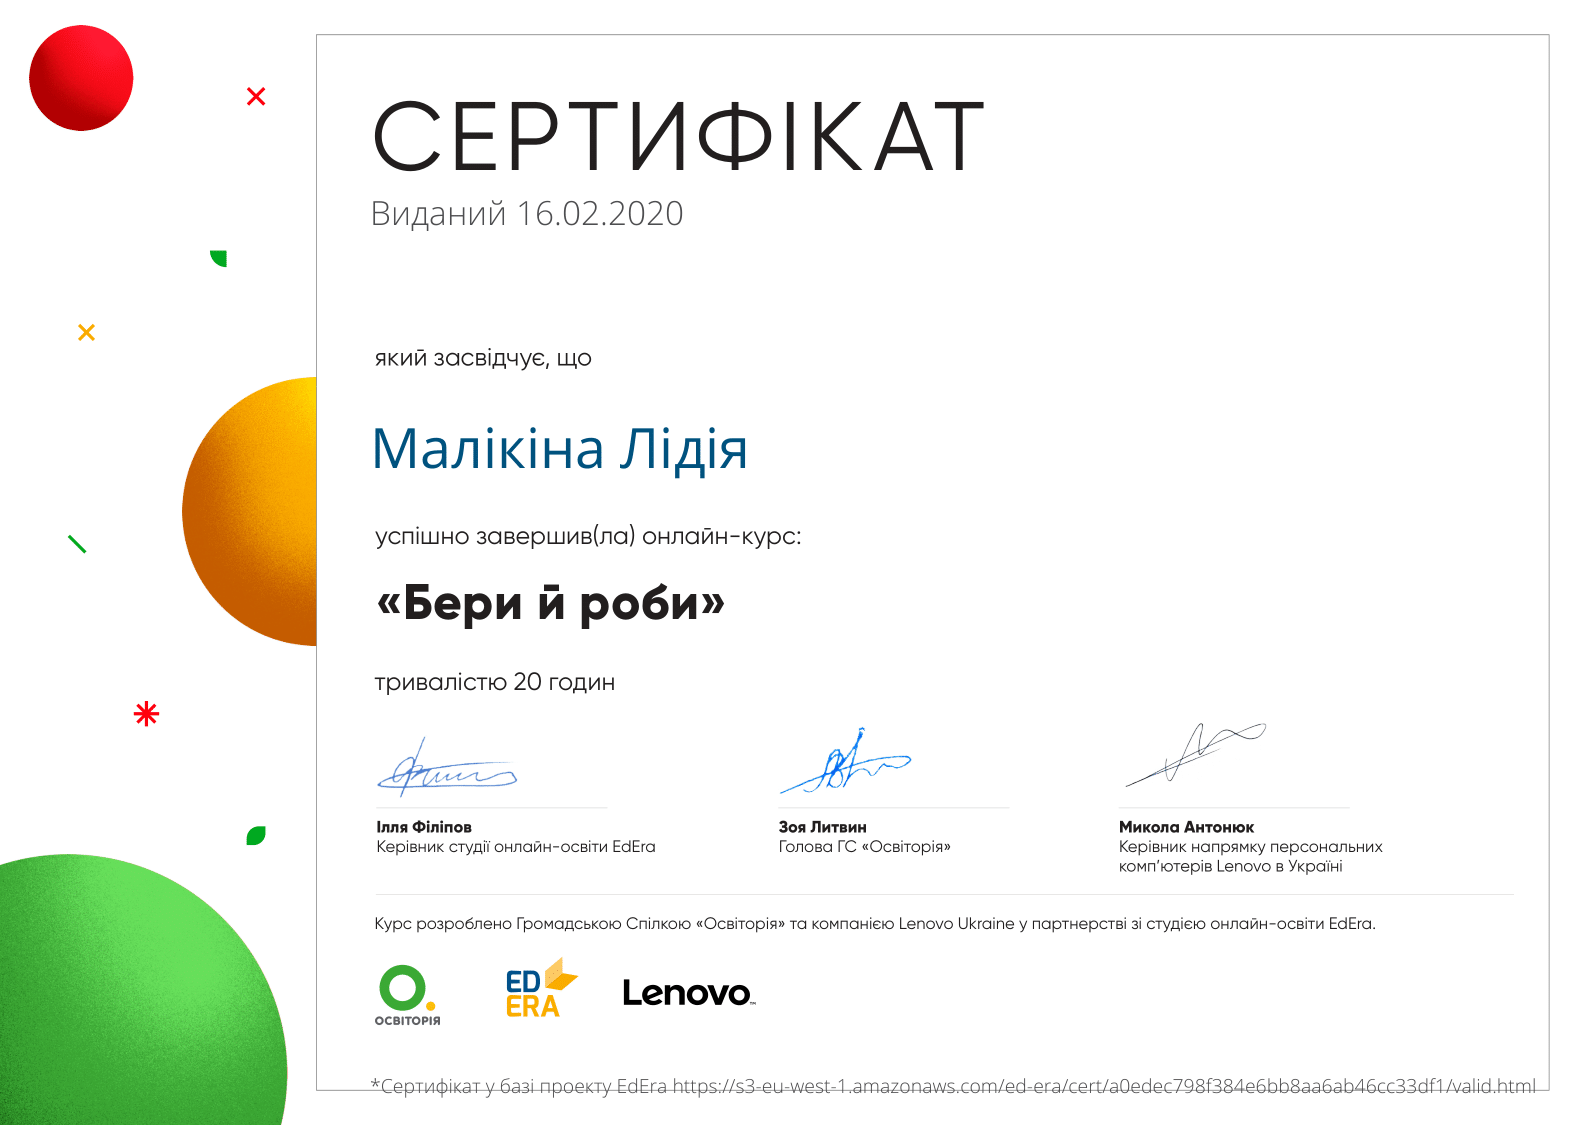 СЕРТИФІКАТ
Виданий 16.02.2020
який засвідчує, що
Малікіна Лідія
успішно завершив(ла) онлайн-курс:
«Бери й роби»
тривалістю 20 годин
Ілля Філіпов
Керівник студії онлайн-освіти EdEra
Зоя Литвин
Голова ГС «Освіторія»
Микола Антонюк
Керівник напрямку персональних
комп’ютерів Lenovo в Україні
Курс розроблено Громадською Спілкою «Освіторія» та компанією Lenovo Ukraine у партнерстві зі студією онлайн-освіти EdEra.
ОСВІТОРІЯ
ED
ERA
Lenovo™
*Сертифікат у базі проекту EdEra https://s3-eu-west-1.amazonaws.com/ed-era/cert/a0edec798f384e6bb8aa6ab46cc33df1/valid.html